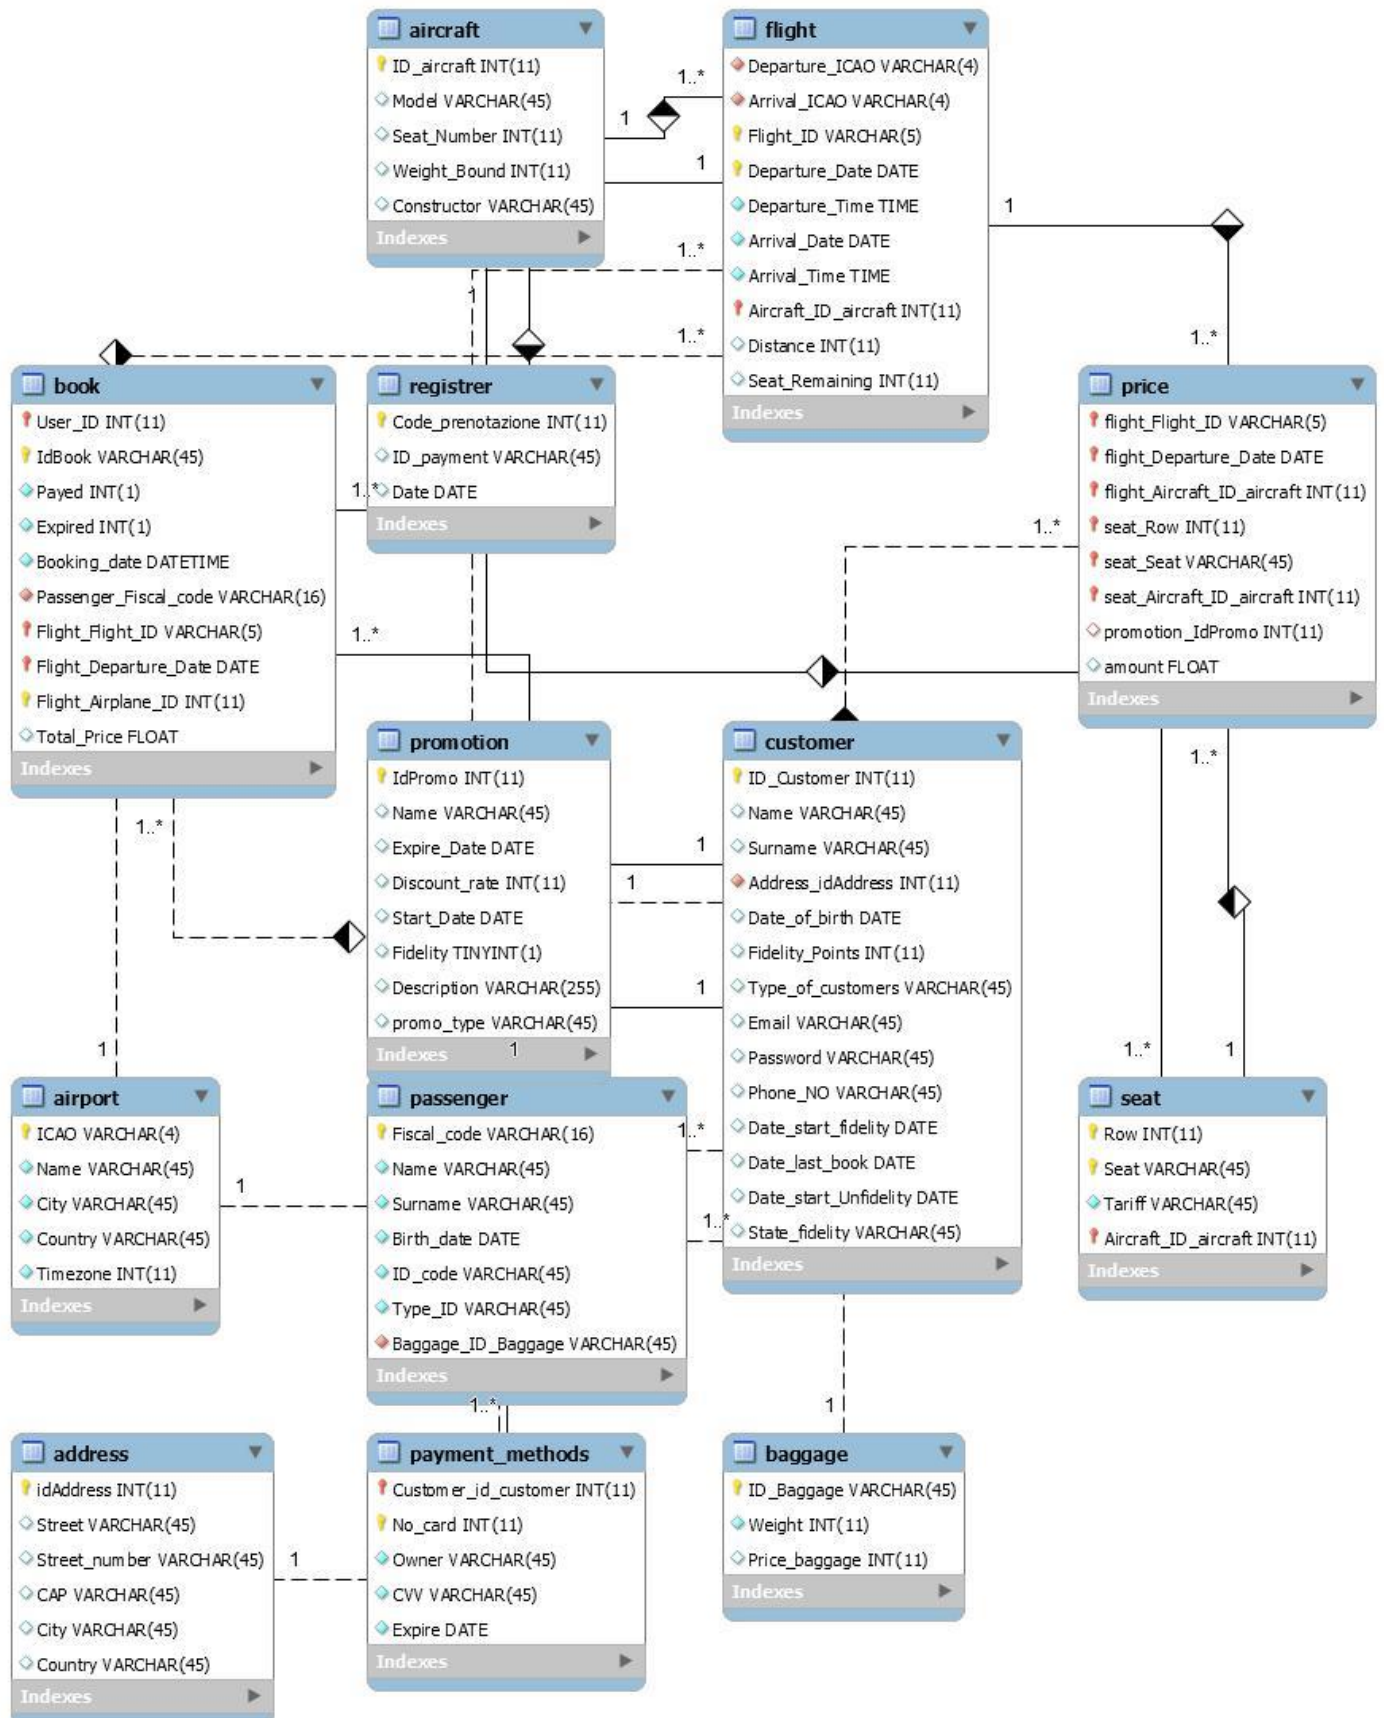 aircraft
ID_aircraft INT(11)
Model VARCHAR(45)
Seat_Number INT(11)
Weight_Bound INT(11)
Constructor VARCHAR(45)
Indexes
flight
Departure_ICAO VARCHAR(4)
Arrival_ICAO VARCHAR(4)
Flight_ID VARCHAR(5)
Departure_Date DATE
Departure_Time TIME
Arrival_Date DATE
Arrival_Time TIME
Aircraft_ID_aircraft INT(11)
Distance INT(11)
Seat_Remaining INT(11)
Indexes
1..*
1
1
1
1..*
1
1..*
1..*
book
User_ID INT(11)
IdBook VARCHAR(45)
Payed INT(1)
Expired INT(1)
Booking_date DATETIME
Passenger_Fiscal_code VARCHAR(16)
Flight_Flight_ID VARCHAR(5)
Flight_Departure_Date DATE
Flight_Airplane_ID INT(11)
Total_Price FLOAT
Indexes
registrer
Code_prenotazione INT(11)
ID_payment VARCHAR(45)
Date DATE
Indexes
price
flight_Flight_ID VARCHAR(5)
flight_Departure_Date DATE
flight_Aircraft_ID_aircraft INT(11)
seat_Row INT(11)
seat_Seat VARCHAR(45)
seat_Aircraft_ID_aircraft INT(11)
promotion_IdPromo INT(11)
amount FLOAT
Indexes
1..*
1..*
1..*
1..*
1..*
promotion
IdPromo INT(11)
Name VARCHAR(45)
Expire_Date DATE
Discount_rate INT(11)
Start_Date DATE
Fidelity TINYINT(1)
Description VARCHAR(255)
promo_type VARCHAR(45)
Indexes
1
customer
ID_Customer INT(11)
Name VARCHAR(45)
Surname VARCHAR(45)
Address_idAddress INT(11)
Date_of_birth DATE
Fidelity_Points INT(11)
Type_of_customers VARCHAR(45)
Email VARCHAR(45)
Password VARCHAR(45)
Phone_NO VARCHAR(45)
Date_start_fidelity DATE
Date_last_book DATE
Date_start_Unfidelity DATE
State_fidelity VARCHAR(45)
Indexes
1
1
1
1
1..*
1
airport
ICAO VARCHAR(4)
Name VARCHAR(45)
City VARCHAR(45)
Country VARCHAR(45)
Timezone INT(11)
Indexes
1
passenger
Fiscal_code VARCHAR(16)
Name VARCHAR(45)
Surname VARCHAR(45)
Birth_date DATE
ID_code VARCHAR(45)
Type_ID VARCHAR(45)
Baggage_ID_Baggage VARCHAR(45)
Indexes
1..*
1..*
seat
Row INT(11)
Seat VARCHAR(45)
Tariff VARCHAR(45)
Aircraft_ID_aircraft INT(11)
Indexes
1..*
1
address
idAddress INT(11)
Street VARCHAR(45)
Street_number VARCHAR(45)
CAP VARCHAR(45)
City VARCHAR(45)
Country VARCHAR(45)
Indexes
1
payment_methods
Customer_id_customer INT(11)
No_card INT(11)
Owner VARCHAR(45)
CVV VARCHAR(45)
Expire DATE
Indexes
baggage
ID_Baggage VARCHAR(45)
Weight INT(11)
Price_baggage INT(11)
Indexes